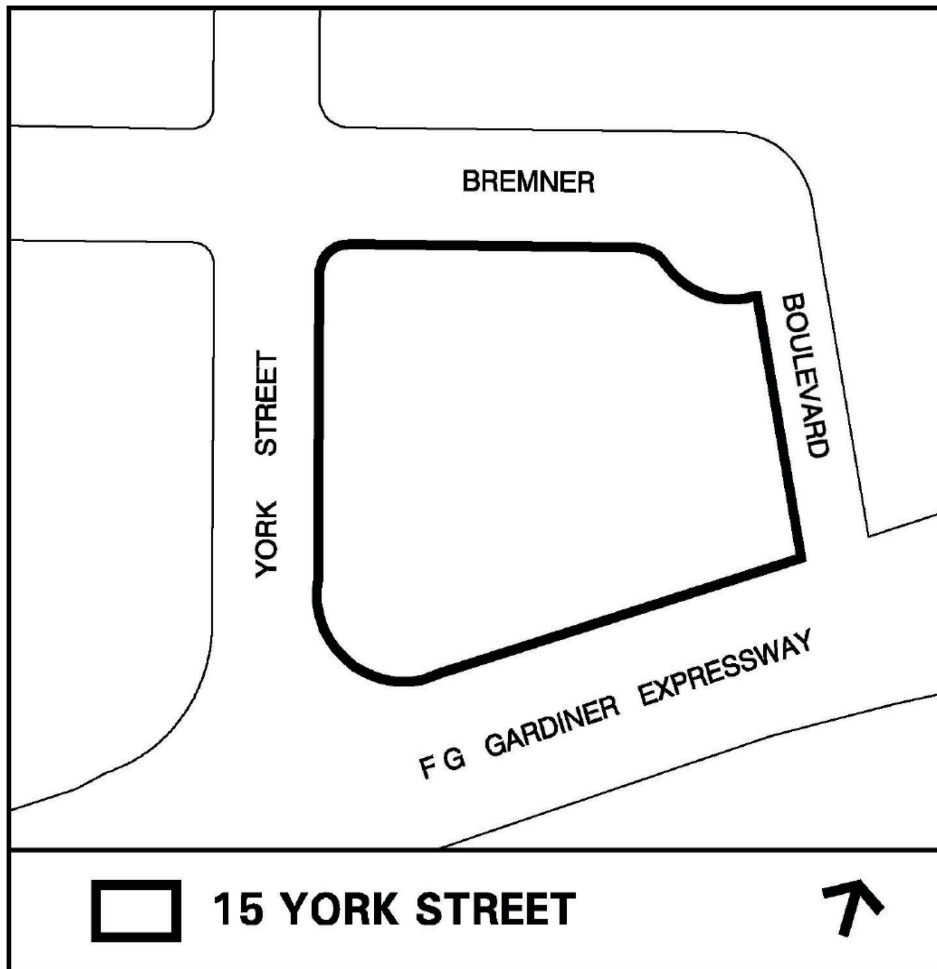 BREMNER
BOULEVARD
YORK STREET
F G GARDINER EXPRESSWAY
15 YORK STREET